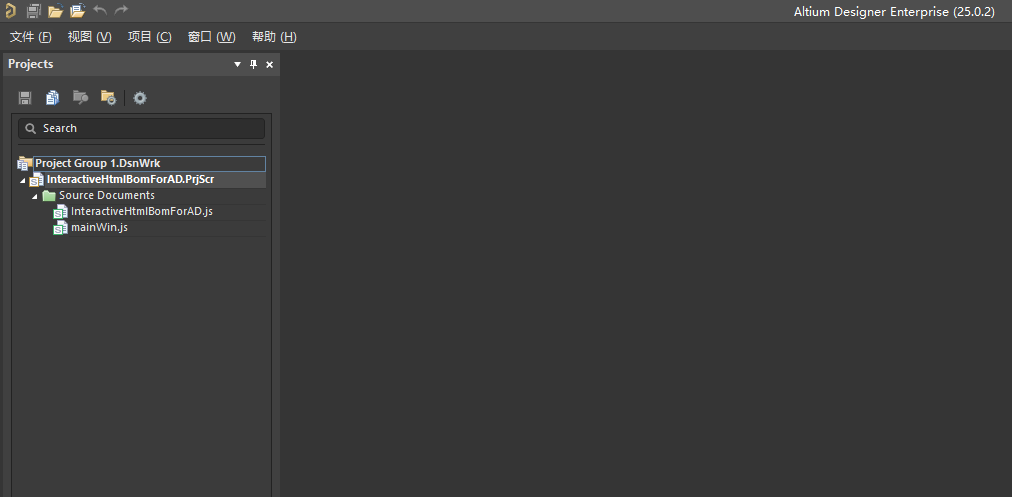 Altium Designer Enterprise (25.0.2)
文件 (F) 视图 (V) 项目 (C) 窗口 (W) 帮助 (H)
Projects
Search
Project Group 1.DsnWrk
InteractiveHtmlBomForAD.PrjScr
Source Documents
InteractiveHtmlBomForAD.js
mainWin.js